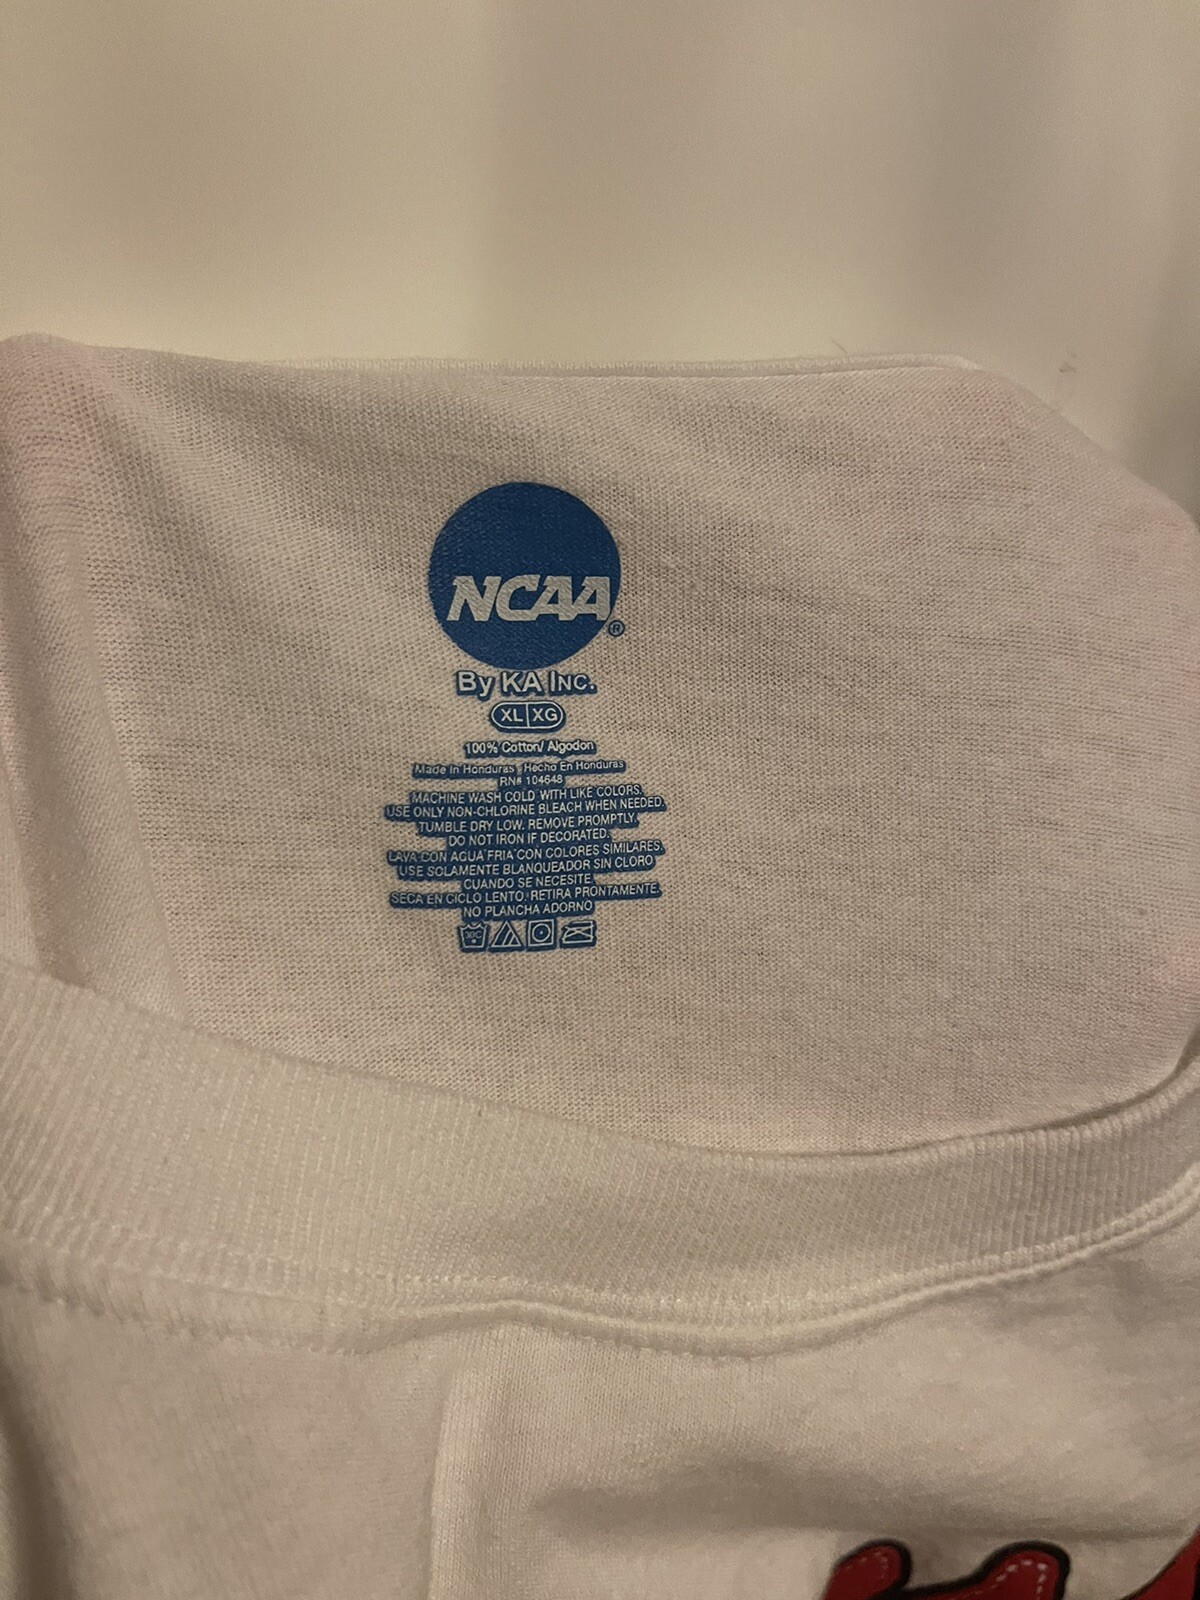 NCAA®
By KA Inc.
XL XG
100% Cotton/ Algodon
Made In Honduras Hecho En Honduras
RN# 104648
MACHINE WASH COLD WITH LIKE COLORS.
USE ONLY NON-CHLORINE BLEACH WHEN NEEDED.
TUMBLE DRY LOW. REMOVE PROMPTLY.
DO NOT IRON IF DECORATED.
LAVA CON AGUA FRIA CON COLORES SIMILARES.
USE SOLAMENTE BLANQUEADOR SIN CLORO
CUANDO SE NECESITE.
SECA EN CICLO LENTO. RETIRA PRONTAMENTE.
NO PLANCHA ADORNO
30C